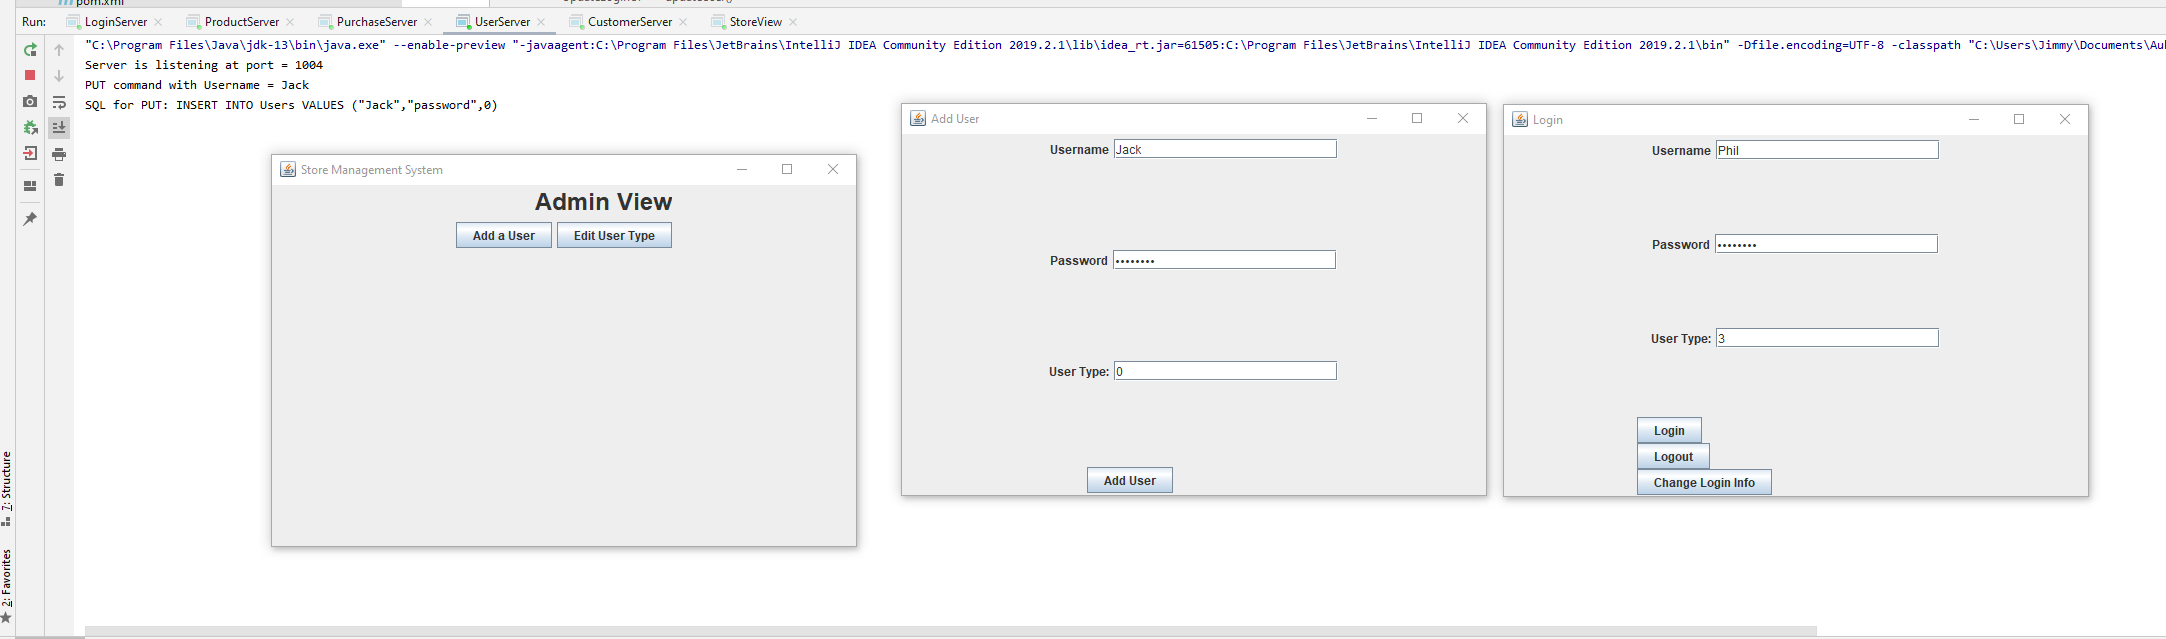 pom.xml
Run: LoginServer ProductServer PurchaseServer UserServer CustomerServer StoreView
"C:\Program Files\Java\jdk-13\bin\java.exe" --enable-preview "-javaagent:C:\Program Files\JetBrains\IntelliJ IDEA Community Edition 2019.2.1\lib\idea_rt.jar=61505:C:\Program Files\JetBrains\IntelliJ IDEA Community Edition 2019.2.1\bin" -Dfile.encoding=UTF-8 -classpath "C:\Users\Jimmy\Documents\Au
Server is listening at port = 1004
PUT command with Username = Jack
SQL for PUT: INSERT INTO Users VALUES ("Jack","password",0)
Store Management System
Admin View
Add a User Edit User Type
Add User
Username Jack
Password ••••••••
User Type: 0
Add User
Login
Username Phil
Password ••••••••
User Type: 3
Login
Logout
Change Login Info
7: Structure
2: Favorites